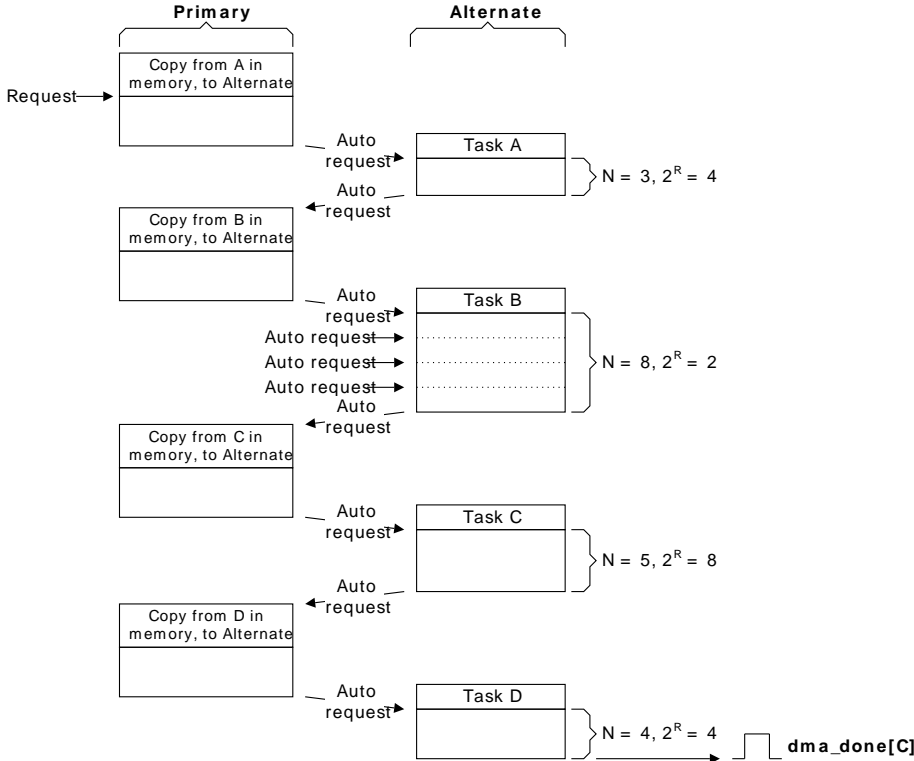 Primary
Alternate
Copy from A in
memory, to Alternate
Request
Auto
request
Task A
N = 3, 2^R = 4
Auto
request
Copy from B in
memory, to Alternate
Auto
request
Task B
Auto request
Auto request
Auto request
N = 8, 2^R = 2
Auto
request
Copy from C in
memory, to Alternate
Auto
request
Task C
N = 5, 2^R = 8
Auto
request
Copy from D in
memory, to Alternate
Auto
request
Task D
N = 4, 2^R = 4
dma_done[C]